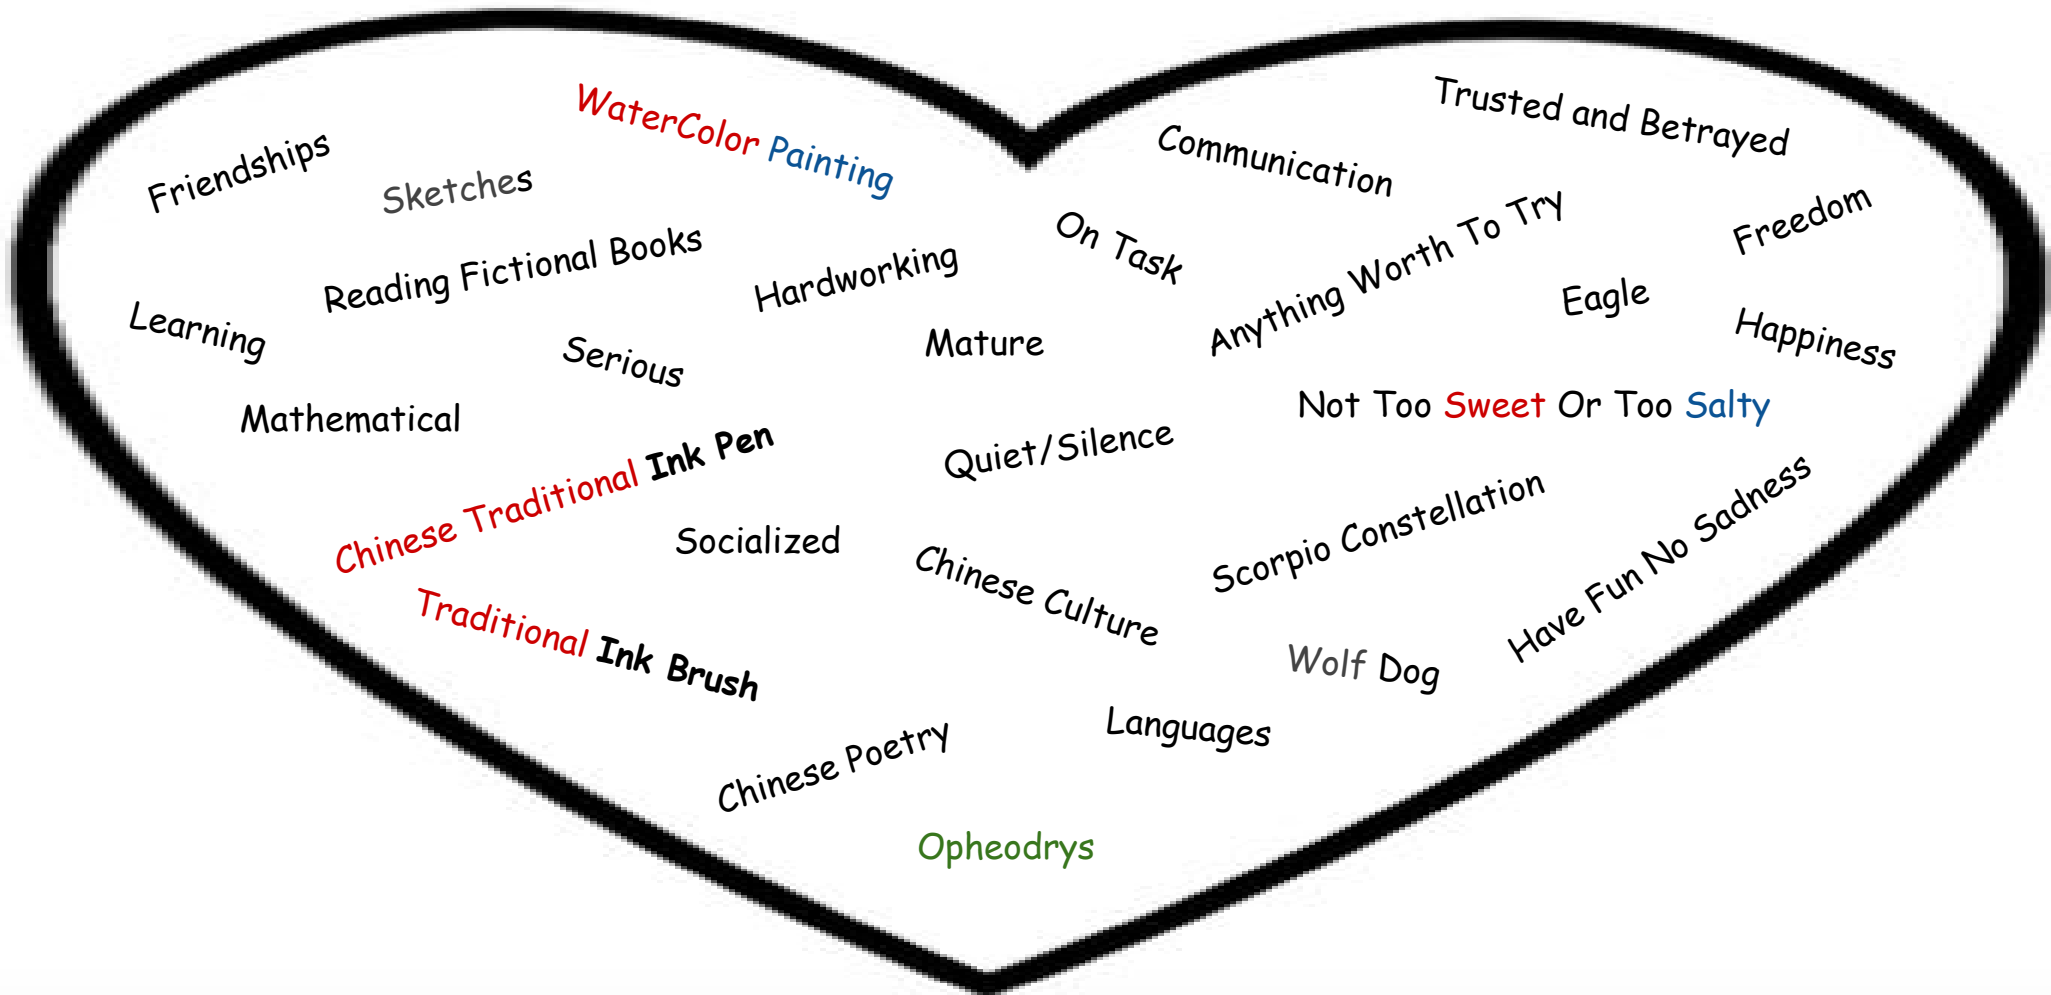 Trusted and Betrayed
WaterColor Painting
Communication
Friendships
Sketches
Freedom
On Task
Anything Worth To Try
Reading Fictional Books
Hardworking
Eagle
Learning
Happiness
Mature
Serious
Not Too Sweet Or Too Salty
Mathematical
Quiet/Silence
Chinese Traditional Ink Pen
Scorpio Constellation
Socialized
Have Fun No Sadness
Chinese Culture
Traditional Ink Brush
Wolf Dog
Languages
Chinese Poetry
Opheodrys